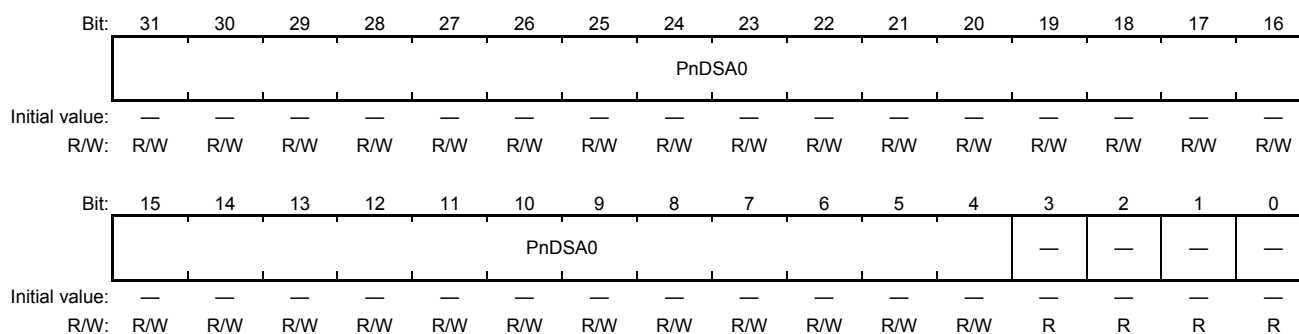 Bit: 31 30 29 28 27 26 25 24 23 22 21 20 19 18 17 16
PnDSA0
Initial value: — — — — — — — — — — — — — — — —
R/W: R/W R/W R/W R/W R/W R/W R/W R/W R/W R/W R/W R/W R/W R/W R/W R/W
Bit: 15 14 13 12 11 10 9 8 7 6 5 4 3 2 1 0
PnDSA0 — — — —
Initial value: — — — — — — — — — — — — — — — —
R/W: R/W R/W R/W R/W R/W R/W R/W R/W R/W R/W R/W R/W R R R R